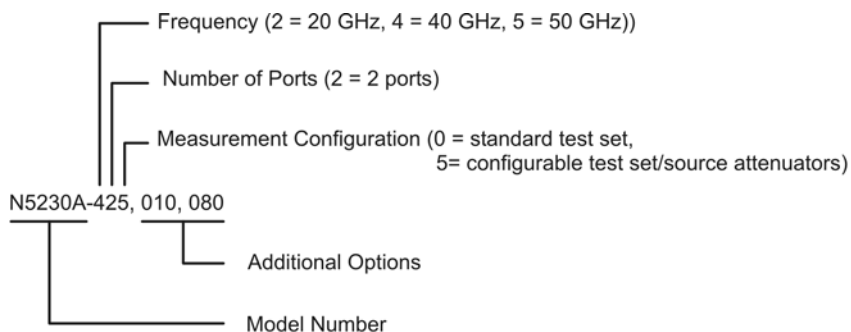 Frequency (2 = 20 GHz, 4 = 40 GHz, 5 = 50 GHz))
Number of Ports (2 = 2 ports)
Measurement Configuration (0 = standard test set,
5= configurable test set/source attenuators)
N5230A-425, 010, 080
Additional Options
Model Number